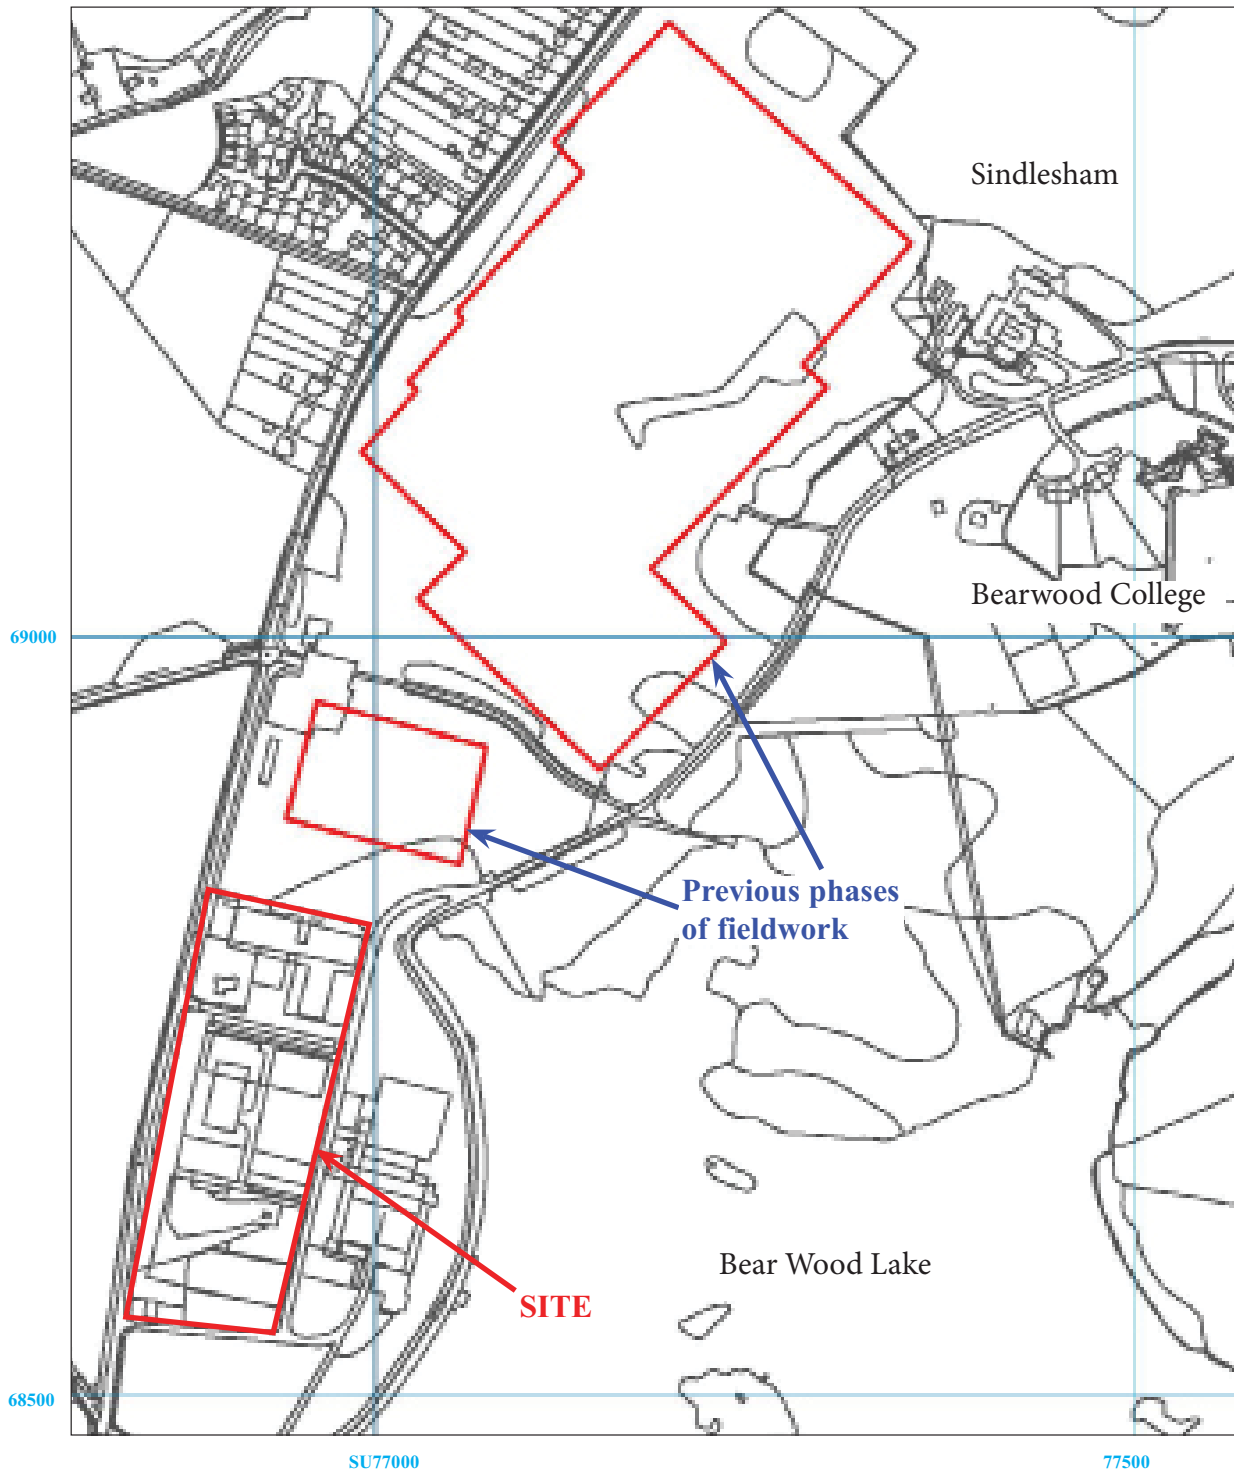 Sindlesham
Bearwood College
69000
Previous phases
of fieldwork
Bear Wood Lake
SITE
68500
SU77000
77500